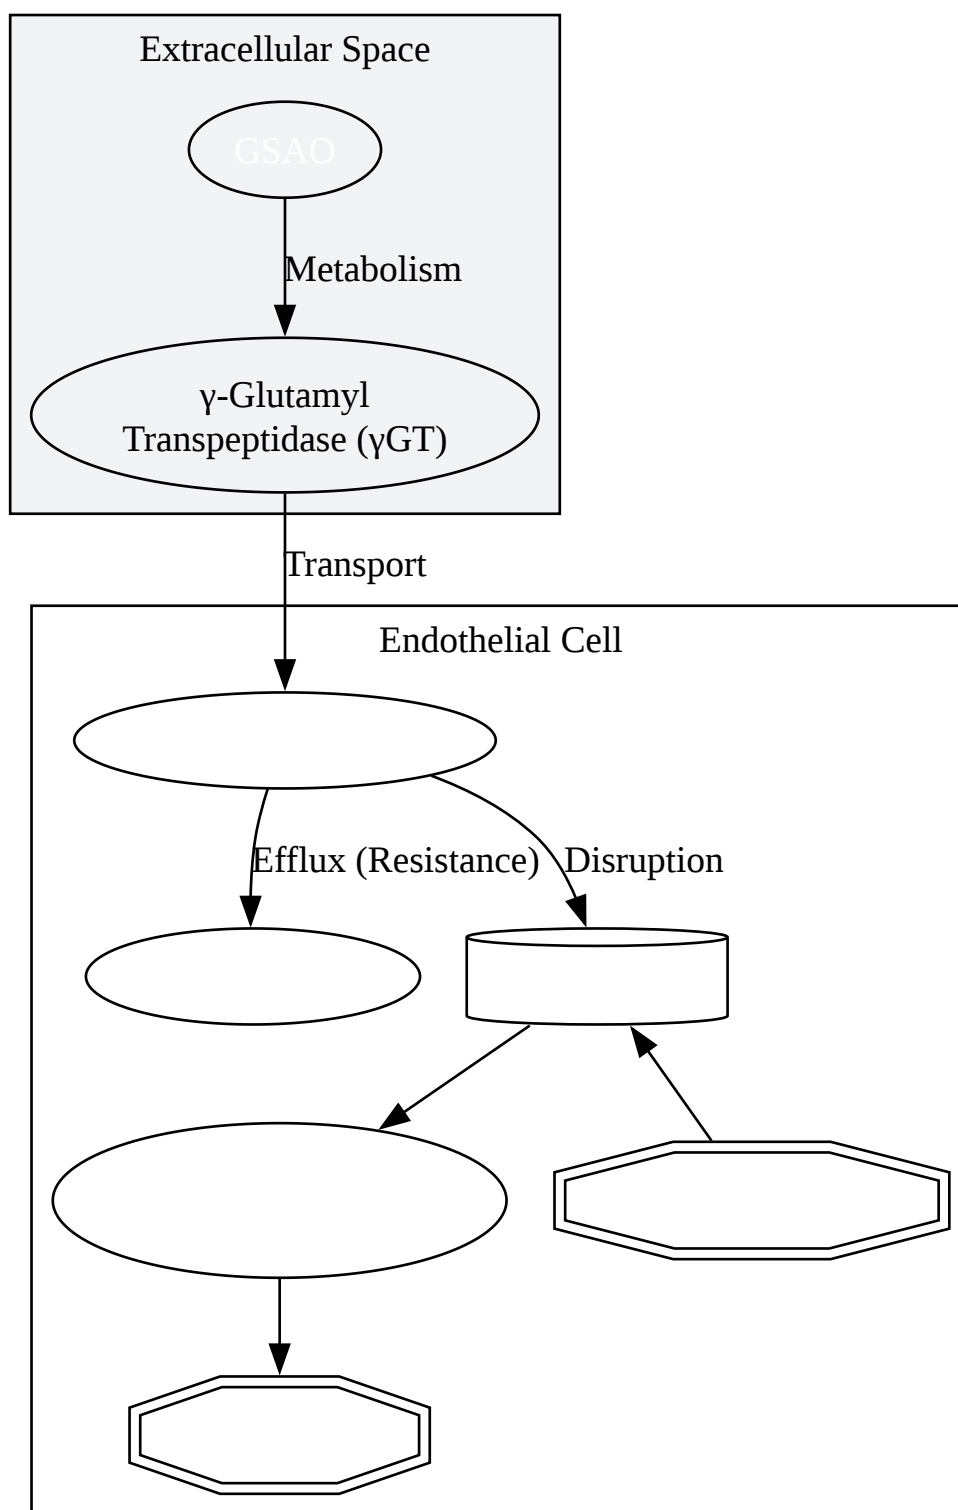 Extracellular Space
GSAO
Metabolism
γ-Glutamyl
Transpeptidase (γGT)
Transport
Endothelial Cell
Efflux (Resistance)
Disruption